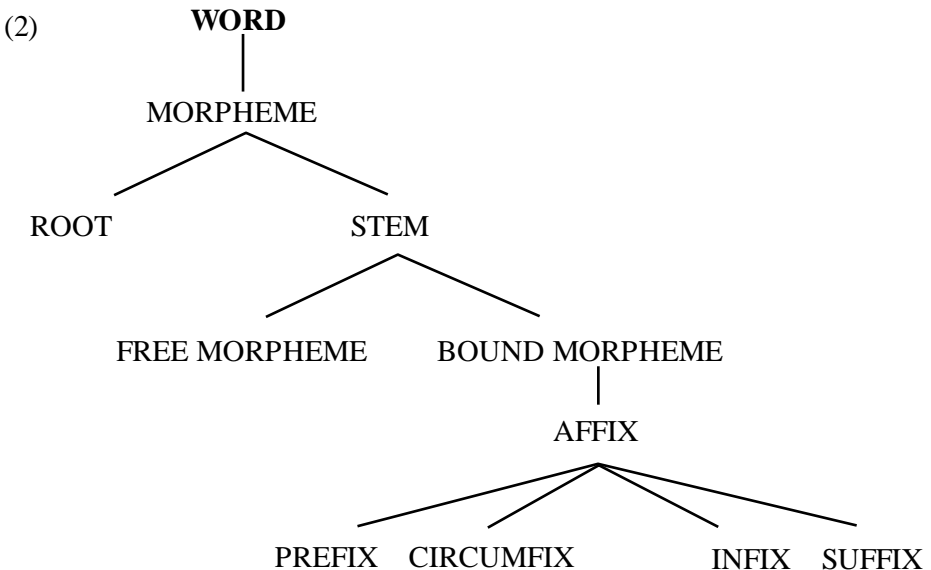 (2) WORD
MORPHEME
ROOT STEM
FREE MORPHEME BOUND MORPHEME
AFFIX
PREFIX CIRCUMFIX INFIX SUFFIX